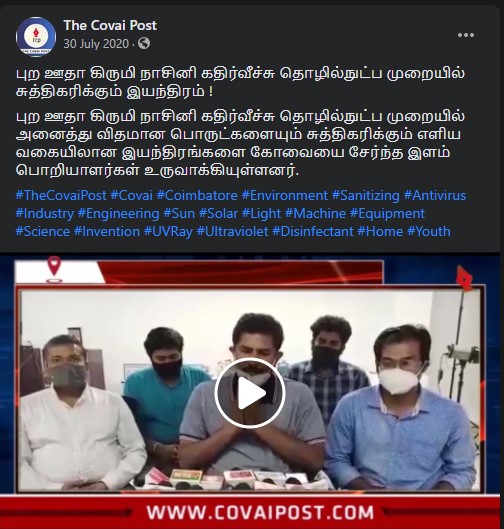 The Covai Post
30 July 2020 ·
tcp
புற ஊதா கிருமி நாசினி கதிர்வீச்சு தொழில்நுட்ப முறையில்
சுத்திகரிக்கும் இயந்திரம் !
புற ஊதா கிருமி நாசினி கதிர்வீச்சு தொழில்நுட்ப முறையில்
அனைத்து விதமான பொருட்களையும் சுத்திகரிக்கும் எளிய
வகையிலான இயந்திரங்களை கோவையை சேர்ந்த இளம்
பொறியாளர்கள் உருவாக்கியுள்ளனர்.
#TheCovaiPost #Covai #Coimbatore #Environment #Sanitizing #Antivirus
#Industry #Engineering #Sun #Solar #Light #Machine #Equipment
#Science #Invention #UVRay #Ultraviolet #Disinfectant #Home #Youth
WWW.COVAIPOST.COM